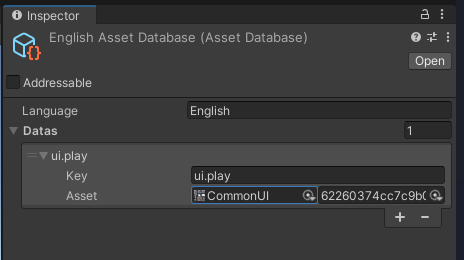 Inspector
English Asset Database (Asset Database)
Open
Addressable
Language English
Datas 1
ui.play
Key ui.play
Asset CommonUI 62260374cc7c9b0